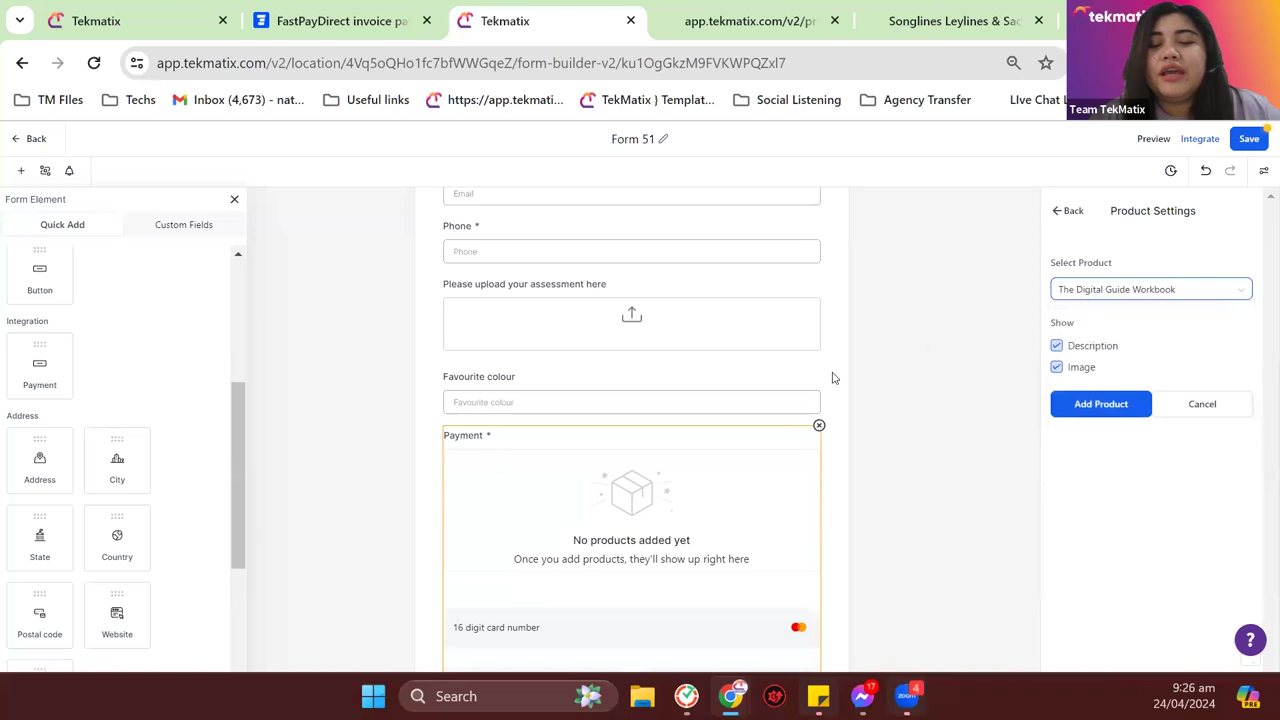 Tekmatix
FastPayDirect invoice pa
Tekmatix
app.tekmatix.com/v2/pr
Songlines Leylines & Sac
tekmatix
app.tekmatix.com/v2/location/4Vq5oQHo1fc7bfWWGqeZ/form-builder-v2/ku1OgGkzM9FVKWPQZxl7
TM FIles
Techs
Inbox (4,673) – nat...
Useful links
https://app.tekmati...
TekMatix } Templat...
Social Listening
Agency Transfer
LIve Chat L
Team TekMatix
Back
Form 51
Preview
Integrate
Save
Form Element
Quick Add
Custom Fields
Button
Integration
Payment
Address
Address
City
State
Country
Postal code
Website
Email
Phone *
Phone
Please upload your assessment here
Favourite colour
Favourite colour
Payment *
No products added yet
Once you add products, they'll show up right here
16 digit card number
Back
Product Settings
Select Product
The Digital Guide Workbook
Show
Description
Image
Add Product
Cancel
?
Search
17
4
9:26 am
24/04/2024
PRE